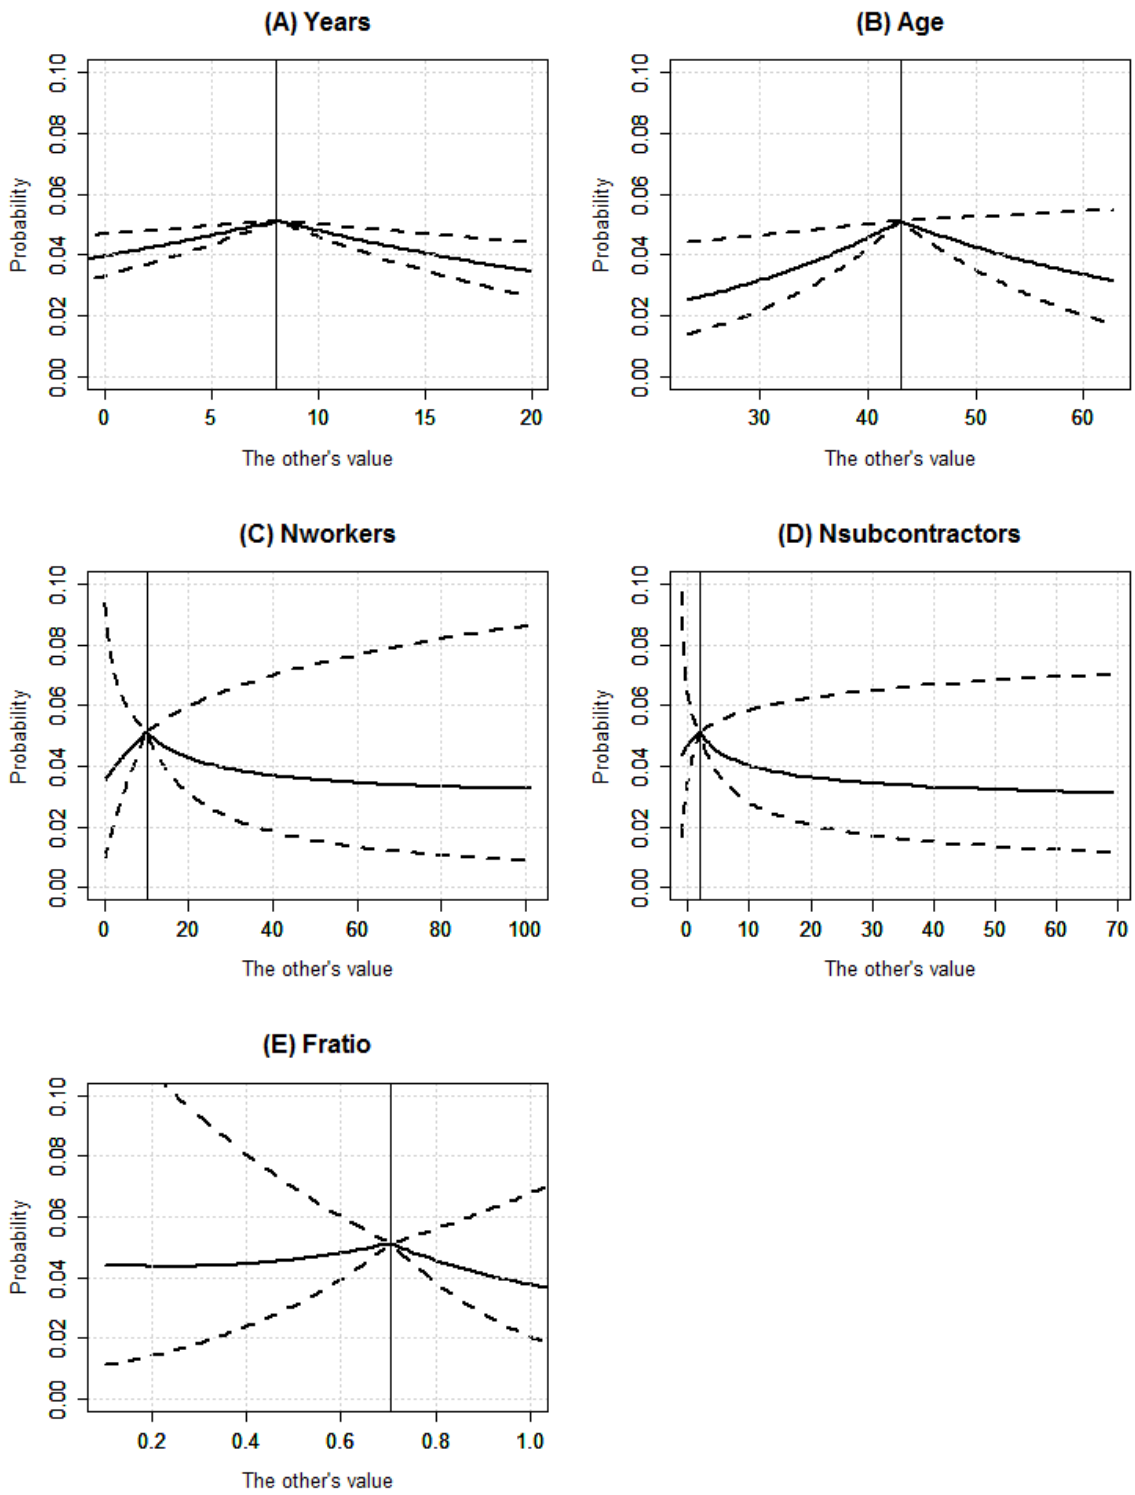 (A) Years
Probability
0.00 0.02 0.04 0.06 0.08 0.10
0 5 10 15 20
The other's value
(B) Age
Probability
0.00 0.02 0.04 0.06 0.08 0.10
30 40 50 60
The other's value
(C) Nworkers
Probability
0.00 0.02 0.04 0.06 0.08 0.10
0 20 40 60 80 100
The other's value
(D) Nsubcontractors
Probability
0.00 0.02 0.04 0.06 0.08 0.10
0 10 20 30 40 50 60 70
The other's value
(E) Fratio
Probability
0.00 0.02 0.04 0.06 0.08 0.10
0.2 0.4 0.6 0.8 1.0
The other's value